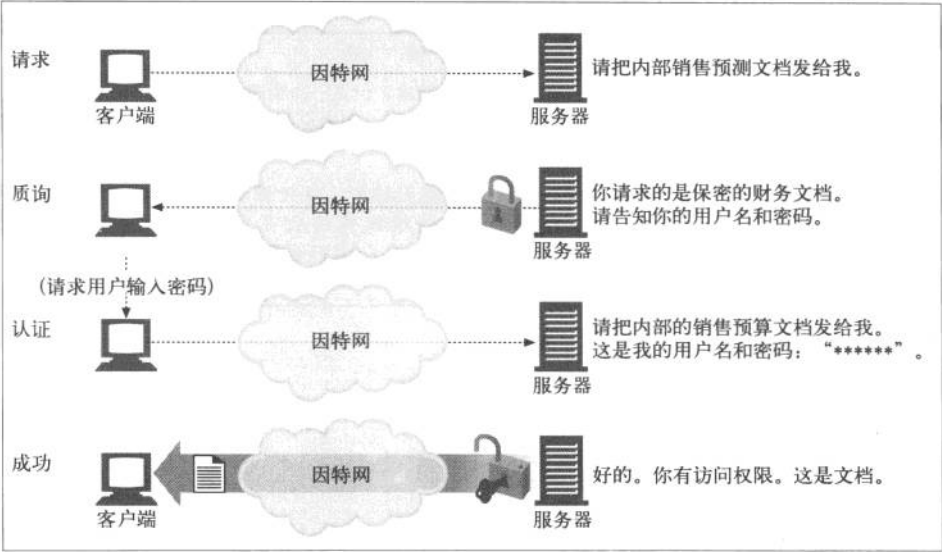 请求
因特网
请把内部销售预测文档发给我。
客户端
服务器
质询
因特网
你请求的是保密的财务文档。
请告知你的用户名和密码。
服务器
(请求用户输入密码)
认证
因特网
请把内部的销售预算文档发给我。
这是我的用户名和密码：“******”。
服务器
成功
因特网
好的。你有访问权限。这是文档。
客户端
服务器